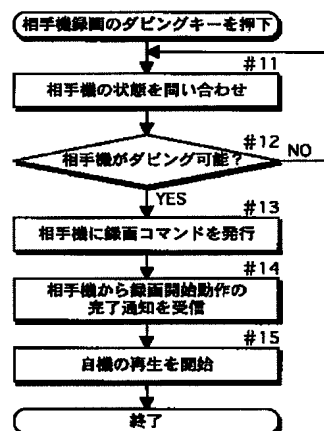 相手機録画のダビングキーを押下
#11
相手機の状態を問い合わせ
#12
相手機がダビング可能？
NO
YES
#13
相手機に録画コマンドを発行
#14
相手機から録画開始動作の
完了通知を受信
#15
自機の再生を開始
終了